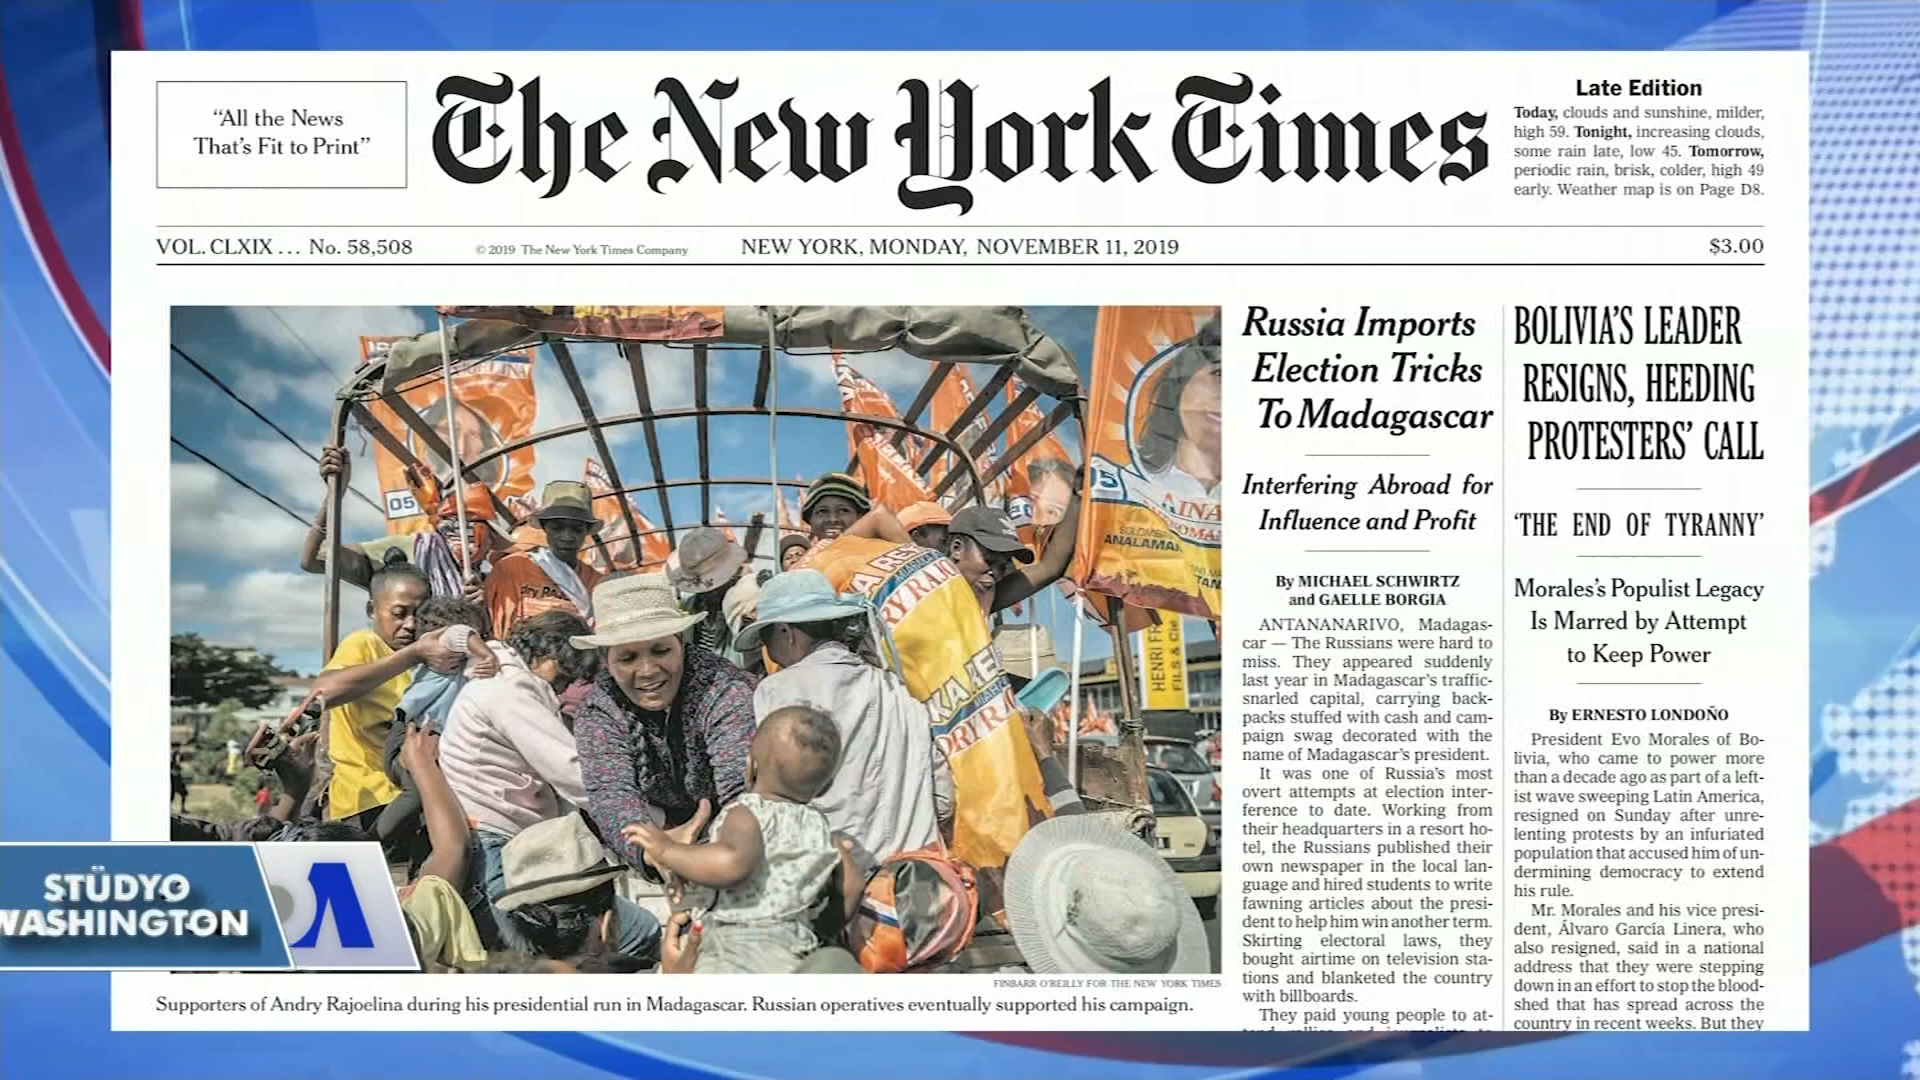 “All the News
That’s Fit to Print”
The New York Times
Late Edition
Today, clouds and sunshine, milder,
high 59. Tonight, increasing clouds,
some rain late, low 45. Tomorrow,
periodic rain, brisk, colder, high 49
early. Weather map is on Page D8.
VOL. CLXIX . . . No. 58,508
© 2019 The New York Times Company
NEW YORK, MONDAY, NOVEMBER 11, 2019
$3.00
05
05
ANALAMAN
HENRI FR
FILS & Cie
FINBARR O’REILLY FOR THE NEW YORK TIMES
Supporters of Andry Rajoelina during his presidential run in Madagascar. Russian operatives eventually supported his campaign.
Russia Imports
Election Tricks
To Madagascar
Interfering Abroad for
Influence and Profit
By MICHAEL SCHWIRTZ
and GAELLE BORGIA
ANTANANARIVO, Madagas-
car — The Russians were hard to
miss. They appeared suddenly
last year in Madagascar’s traffic-
snarled capital, carrying back-
packs stuffed with cash and cam-
paign swag decorated with the
name of Madagascar’s president.
It was one of Russia’s most
overt attempts at election inter-
ference to date. Working from
their headquarters in a resort ho-
tel, the Russians published their
own newspaper in the local lan-
guage and hired students to write
fawning articles about the presi-
dent to help him win another term.
Skirting electoral laws, they
bought airtime on television sta-
tions and blanketed the country
with billboards.
They paid young people to at-
BOLIVIA’S LEADER
RESIGNS, HEEDING
PROTESTERS’ CALL
‘THE END OF TYRANNY’
Morales’s Populist Legacy
Is Marred by Attempt
to Keep Power
By ERNESTO LONDOÑO
President Evo Morales of Bo-
livia, who came to power more
than a decade ago as part of a left-
ist wave sweeping Latin America,
resigned on Sunday after unre-
lenting protests by an infuriated
population that accused him of un-
dermining democracy to extend
his rule.
Mr. Morales and his vice presi-
dent, Álvaro García Linera, who
also resigned, said in a national
address that they were stepping
down in an effort to stop the blood-
shed that has spread across the
country in recent weeks. But they
STÜDYO
WASHINGTON